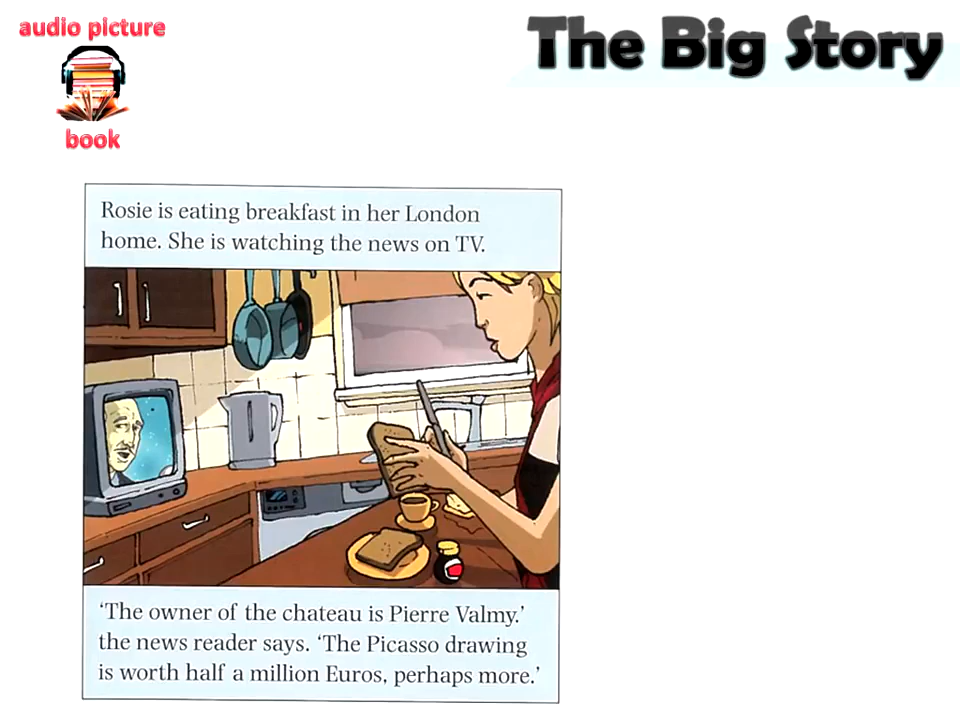 audio picture
book
The Big Story
Rosie is eating breakfast in her London
home. She is watching the news on TV.
‘The owner of the chateau is Pierre Valmy.’
the news reader says. ‘The Picasso drawing
is worth half a million Euros, perhaps more.’